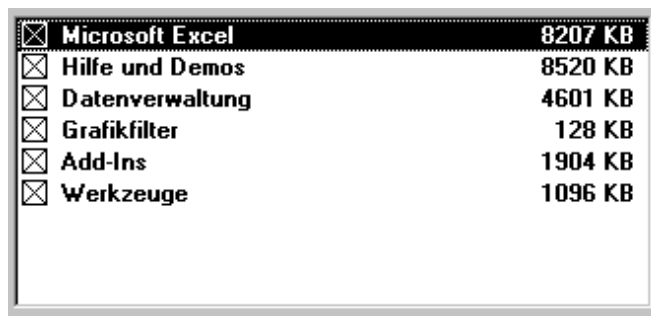 Microsoft Excel 8207 KB
Hilfe und Demos 8520 KB
Datenverwaltung 4601 KB
Grafikfilter 128 KB
Add-Ins 1904 KB
Werkzeuge 1096 KB